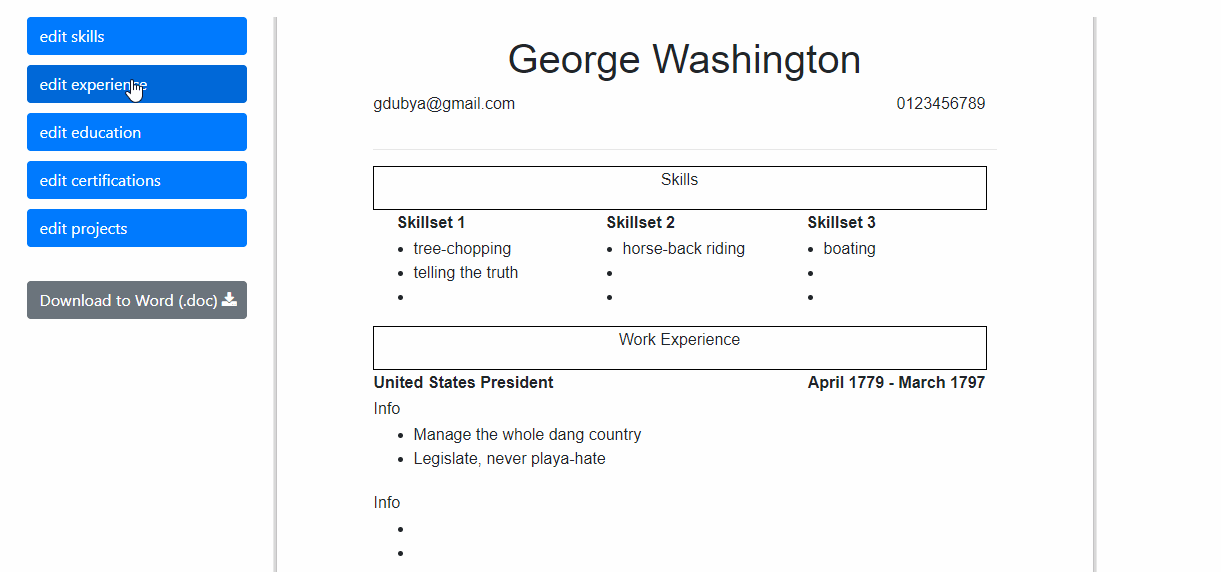 edit skills
edit experience
edit education
edit certifications
edit projects
Download to Word (.doc)
George Washington
gdubya@gmail.com 0123456789
Skills
Skillset 1 Skillset 2 Skillset 3
• tree-chopping • horse-back riding • boating
• telling the truth • •
• • •
Work Experience
United States President April 1779 - March 1797
Info
• Manage the whole dang country
• Legislate, never playa-hate
Info
•
•